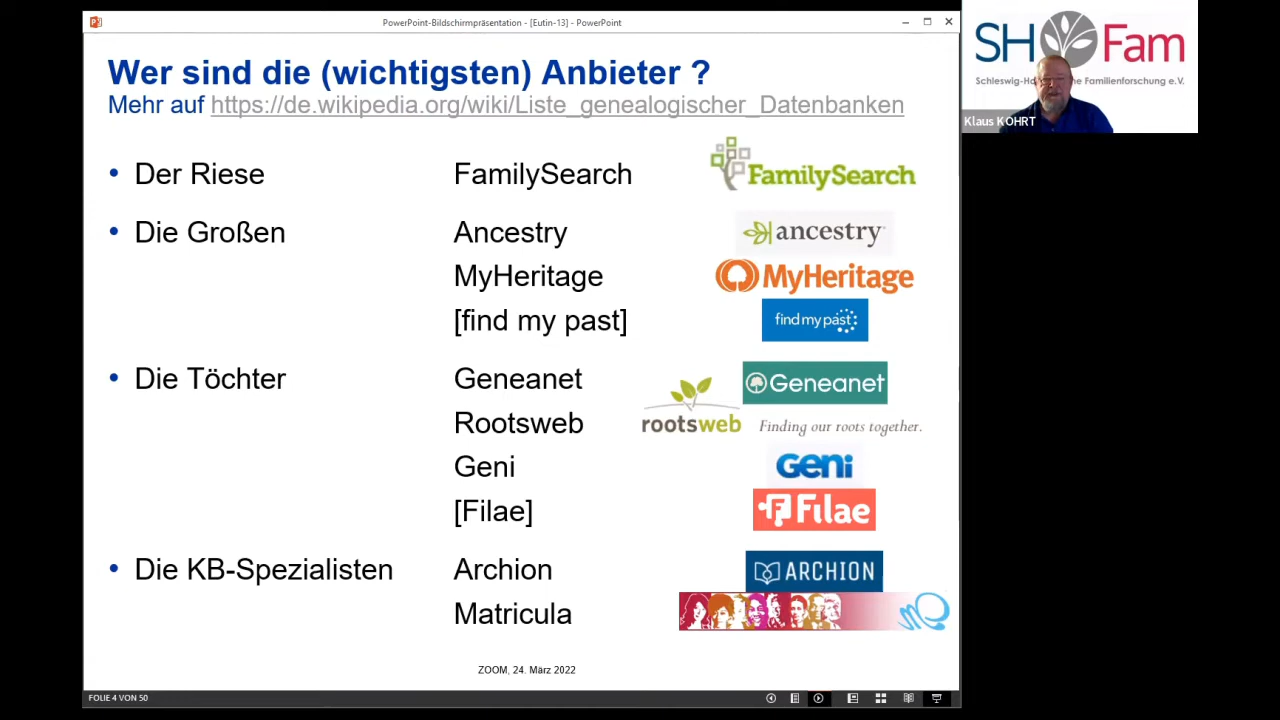 PowerPoint-Bildschirmpräsentation - [Eutin-13] - PowerPoint
Wer sind die (wichtigsten) Anbieter ?
Mehr auf https://de.wikipedia.org/wiki/Liste_genealogischer_Datenbanken
• Der Riese FamilySearch FamilySearch
• Die Großen Ancestry ancestry
MyHeritage MyHeritage
[find my past] find my past
• Die Töchter Geneanet Geneanet
Rootsweb rootsweb Finding our roots together.
Geni Geni
[Filae] Filae
• Die KB-Spezialisten Archion ARCHION
Matricula
ZOOM, 24. März 2022
FOLIE 4 VON 50
SH Fam
Familienforschung e.V.
Klaus KOHRT